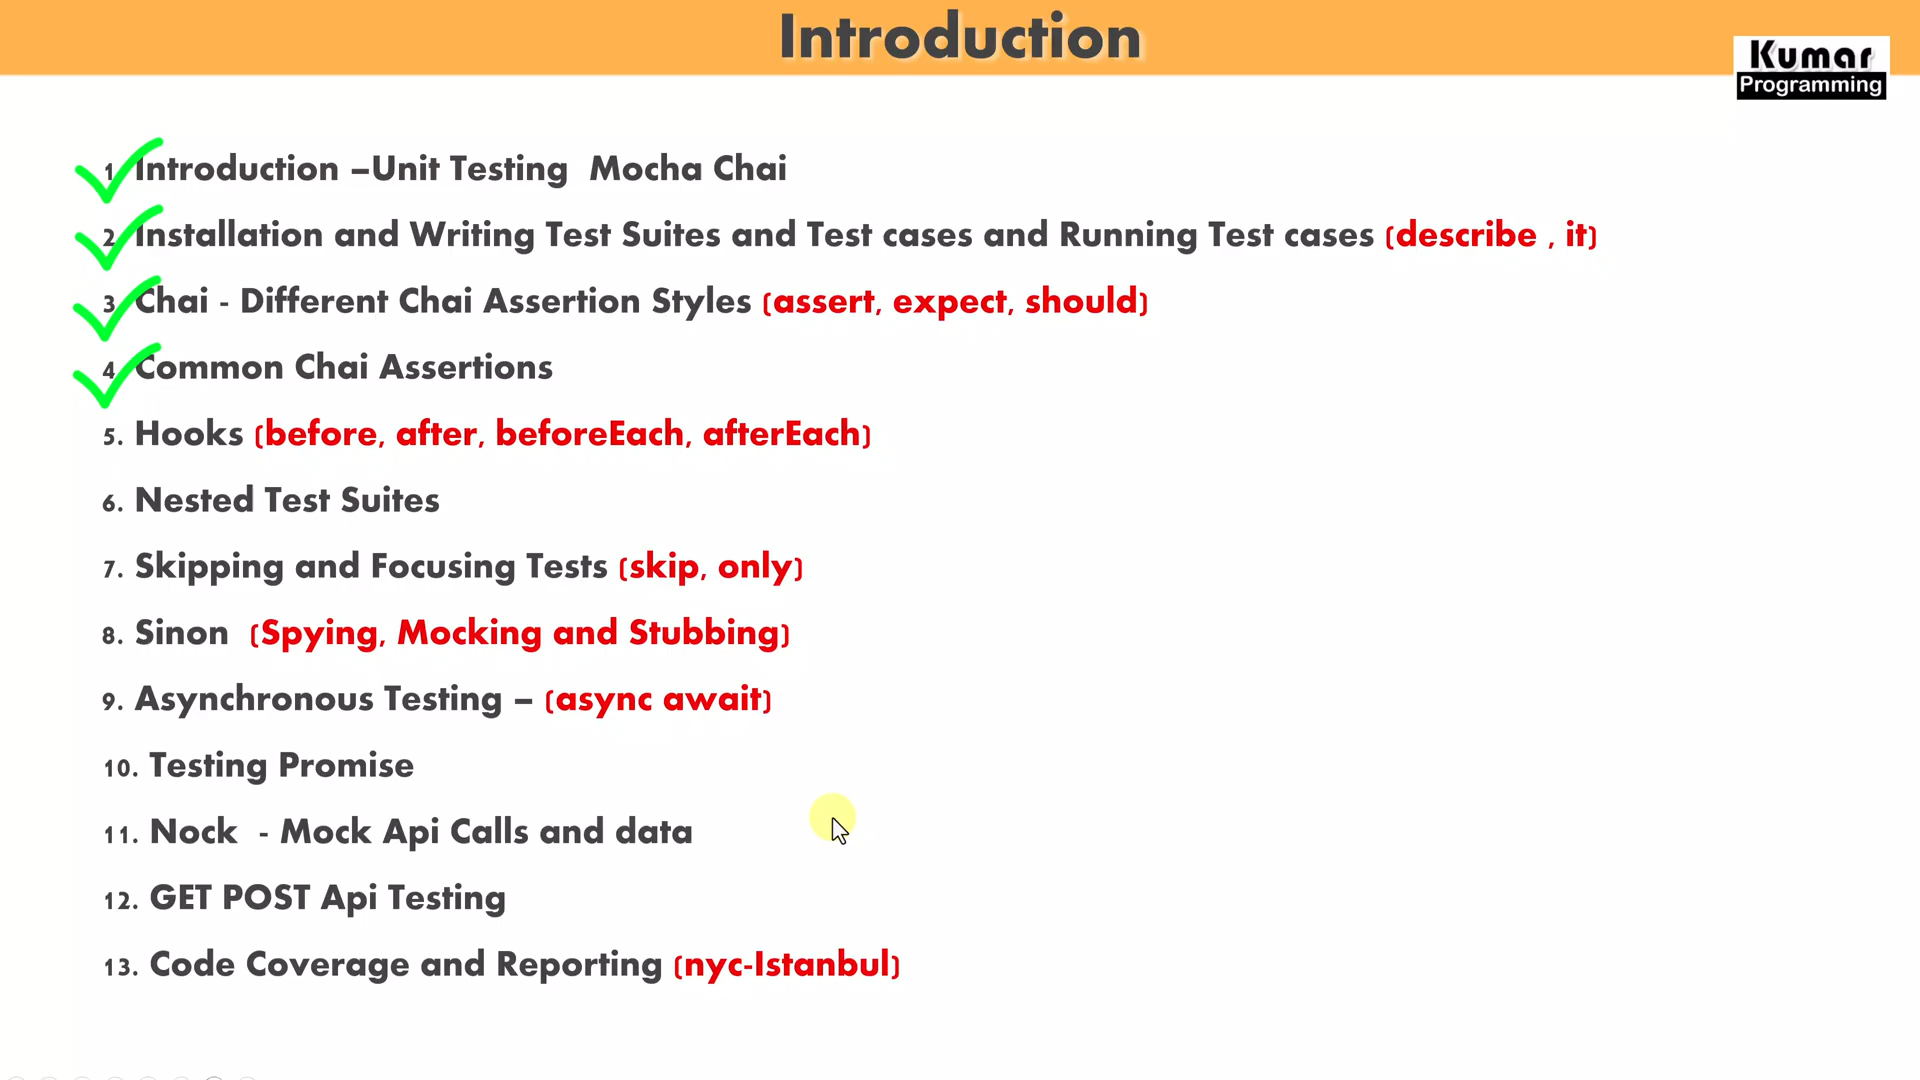 Introduction
Kumar
Programming
1. Introduction –Unit Testing  Mocha Chai
2. Installation and Writing Test Suites and Test cases and Running Test cases (describe , it)
3. Chai - Different Chai Assertion Styles (assert, expect, should)
4. Common Chai Assertions
5. Hooks (before, after, beforeEach, afterEach)
6. Nested Test Suites
7. Skipping and Focusing Tests (skip, only)
8. Sinon  (Spying, Mocking and Stubbing)
9. Asynchronous Testing – (async await)
10. Testing Promise
11. Nock  - Mock Api Calls and data
12. GET POST Api Testing
13. Code Coverage and Reporting (nyc-Istanbul)